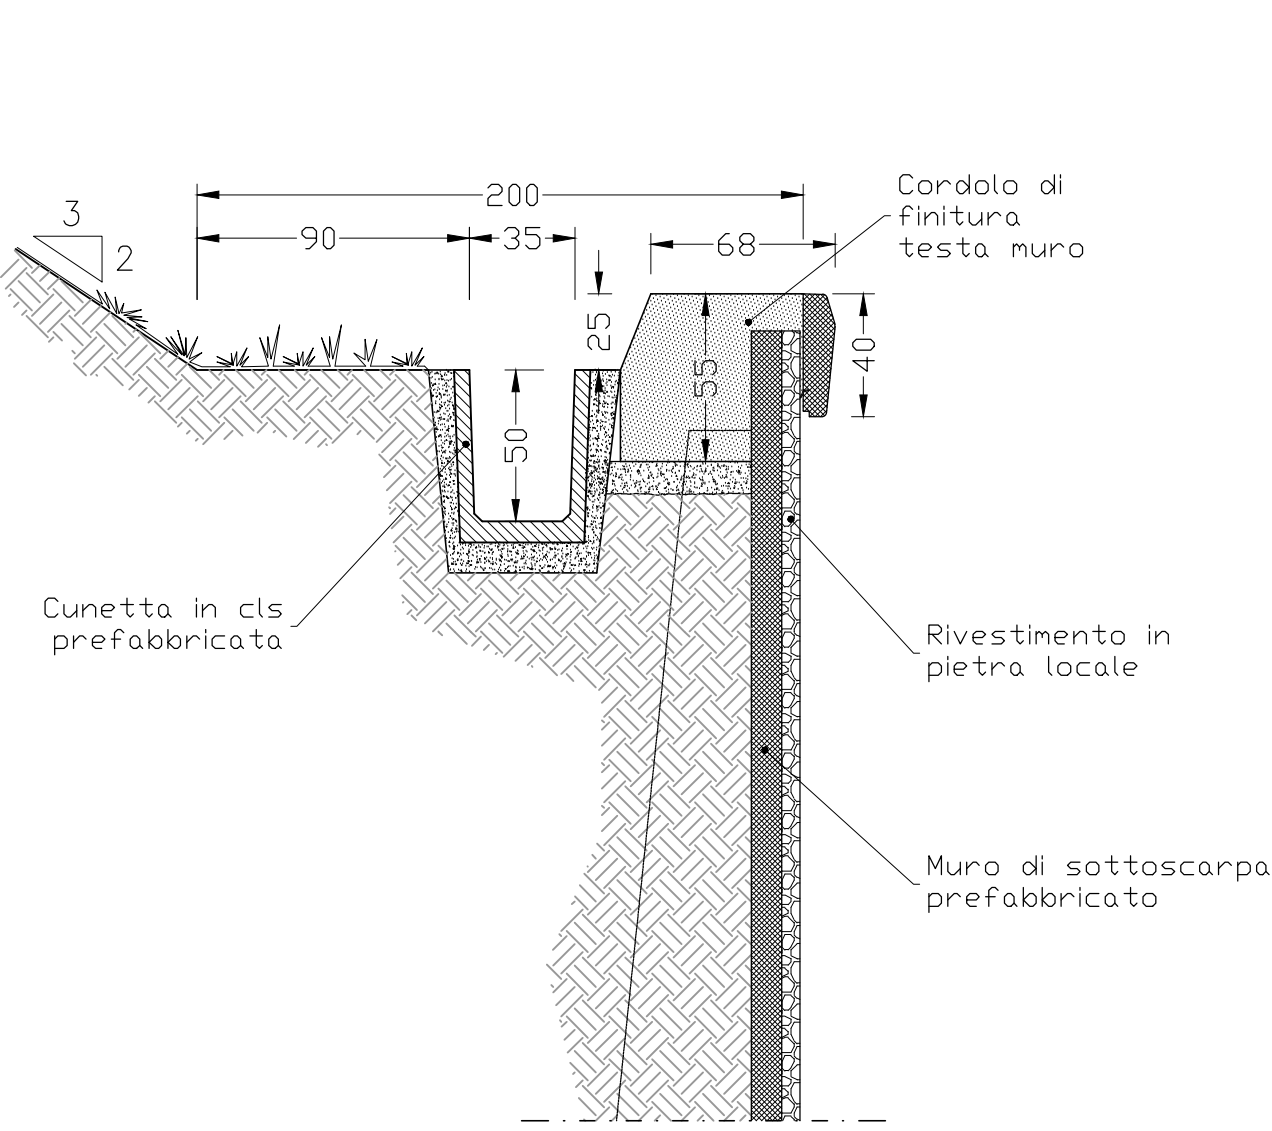 200
Cordolo di
finitura
testa muro
3
2
90
35
68
25
40
55
50
Cunetta in cls
prefabbricata
Rivestimento in
pietra locale
Muro di sottoscarpa
prefabbricato